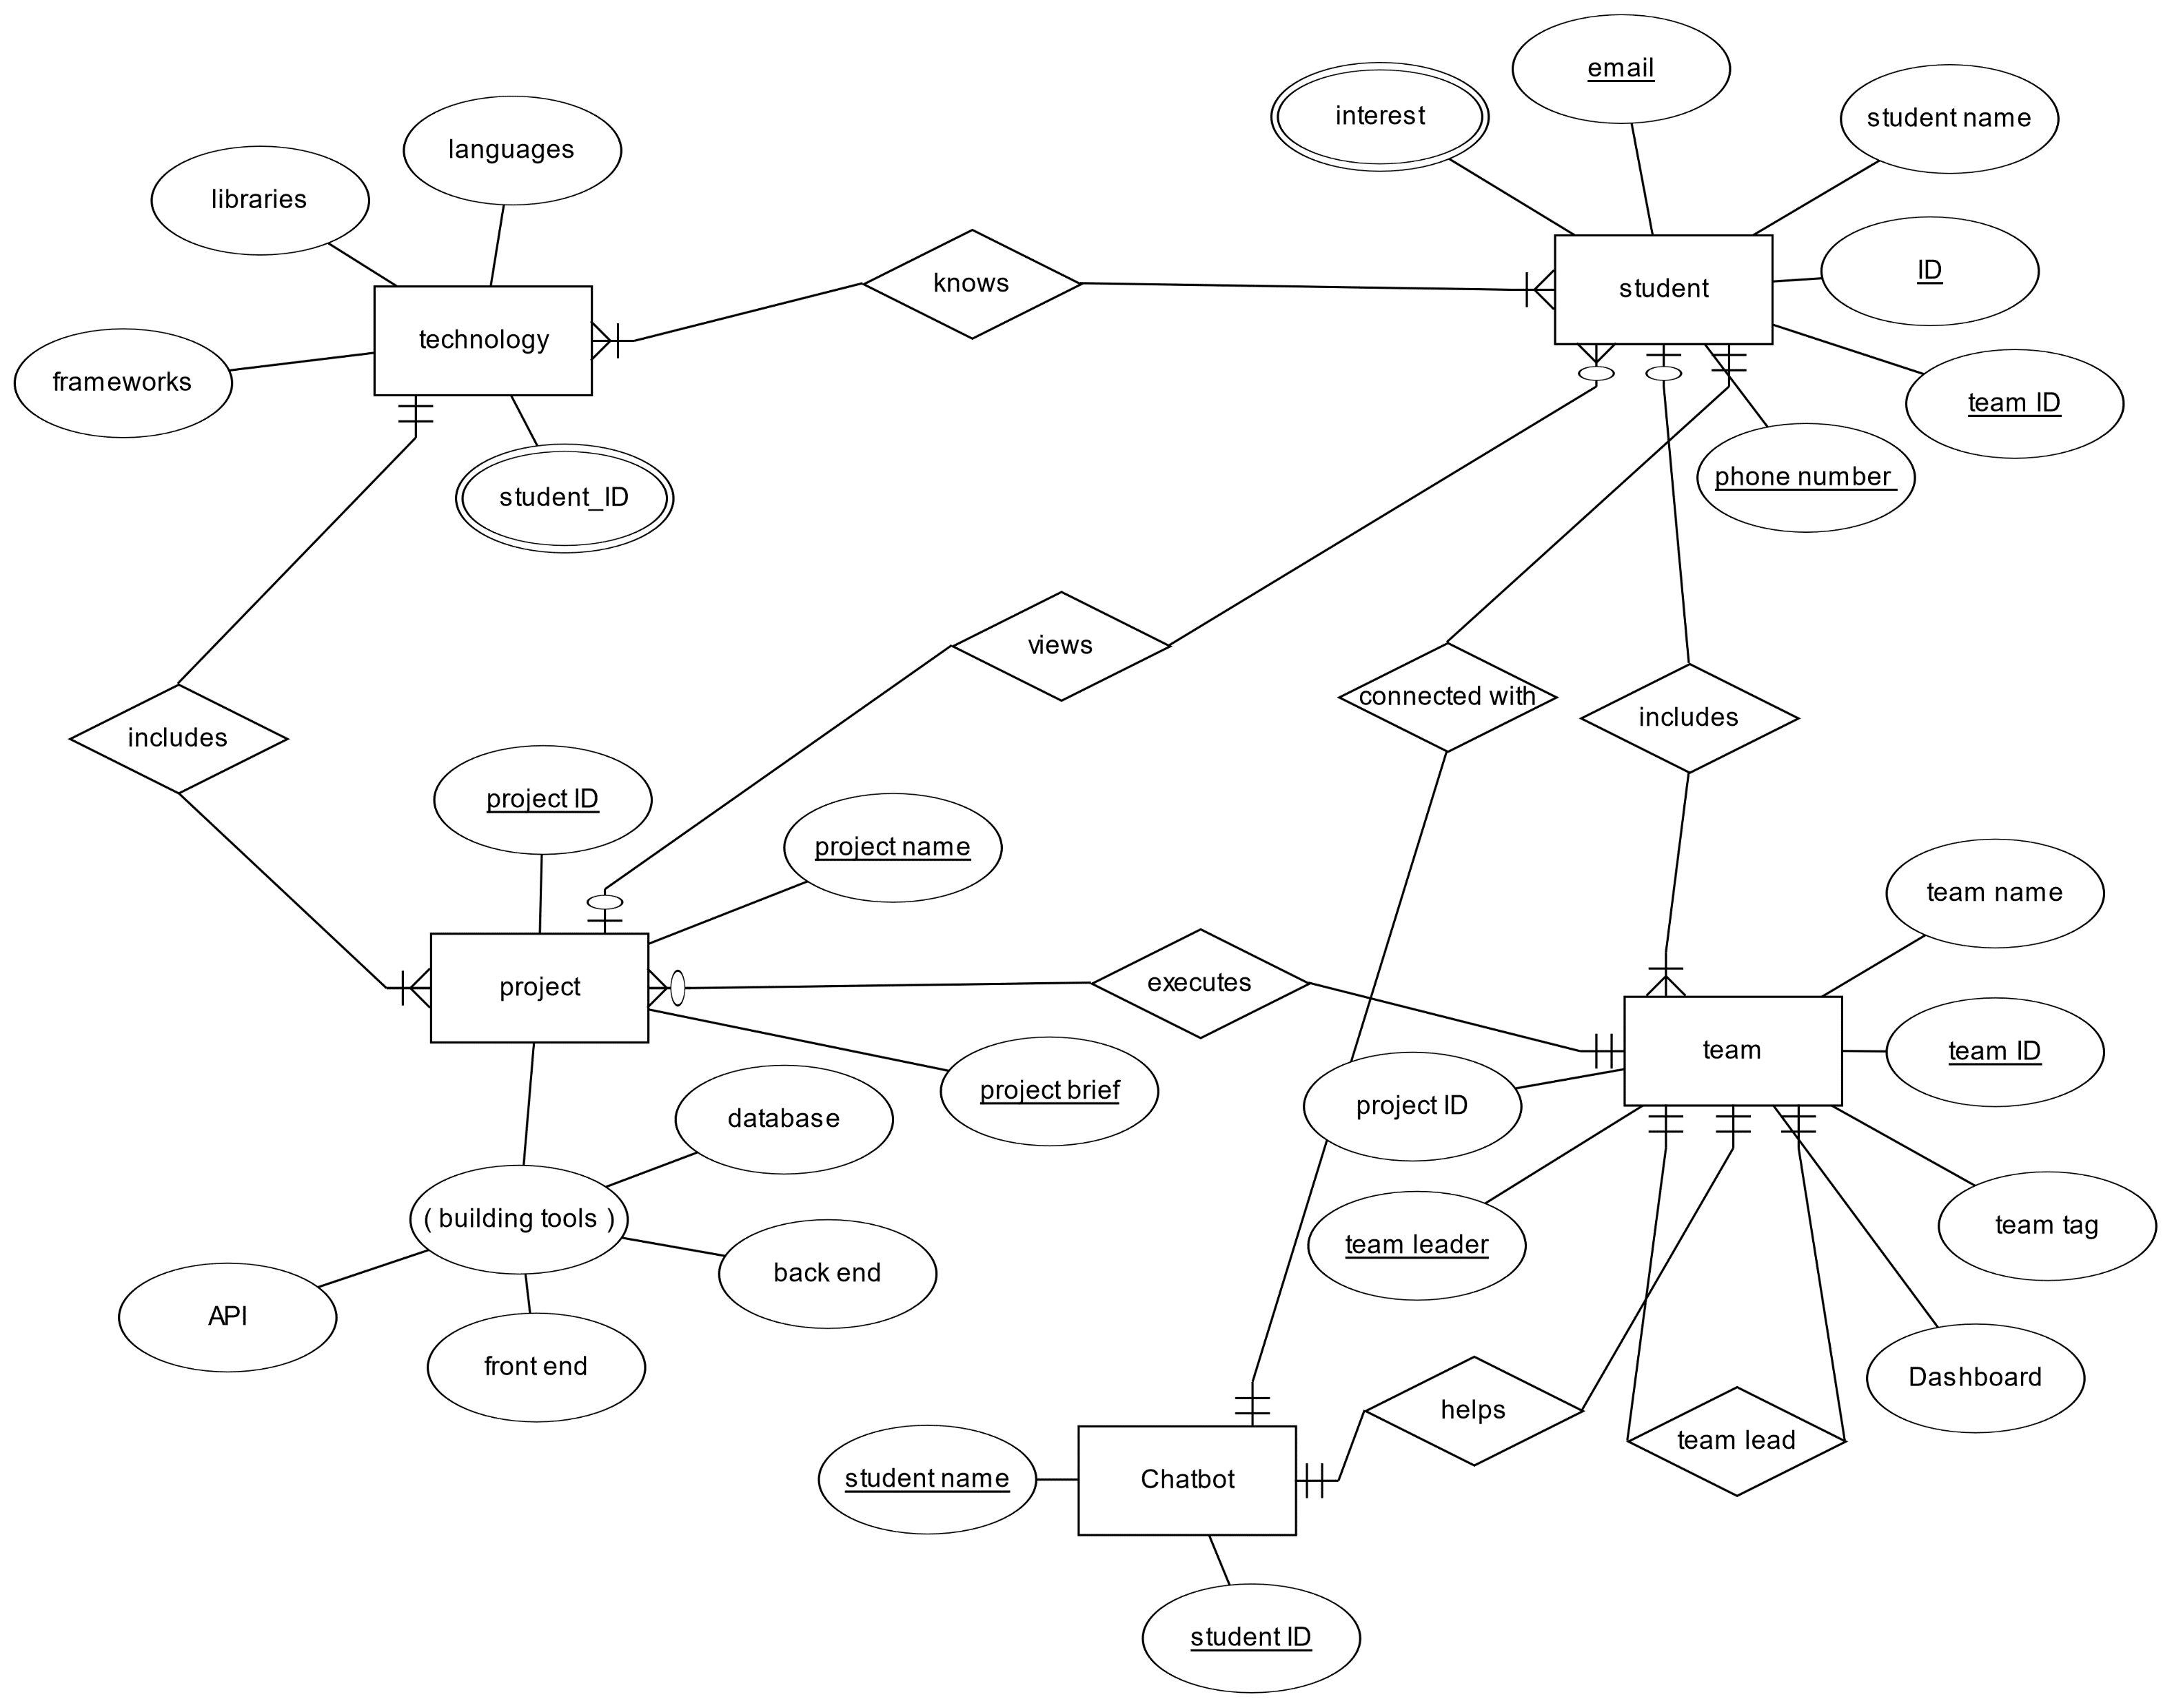 email
interest
student name
languages
libraries
ID
knows
student
technology
frameworks
team ID
phone number
student_ID
views
connected with
includes
includes
project ID
project name
team name
executes
project
team
team ID
project brief
project ID
database
( building tools )
team leader
team tag
back end
API
front end
Dashboard
helps
team lead
student name
Chatbot
student ID